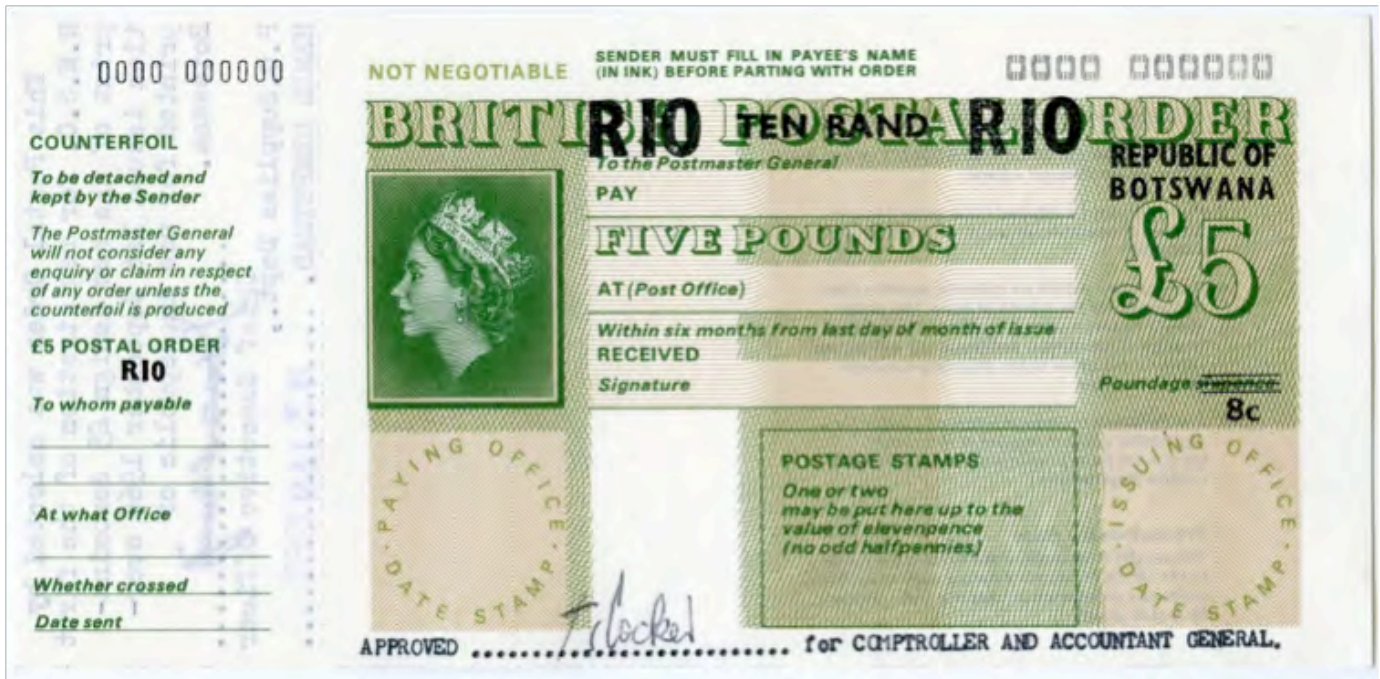 0000 000000
COUNTERFOIL
To be detached and
kept by the Sender
The Postmaster General
will not consider any
enquiry or claim in respect
of any order unless the
counterfoil is produced
£5 POSTAL ORDER
R10
To whom payable
At what Office
Whether crossed
Date sent
NOT NEGOTIABLE
SENDER MUST FILL IN PAYEE'S NAME
(IN INK) BEFORE PARTING WITH ORDER
0000 000000
BRITISH POSTAL ORDER
R10 TEN RAND R10
REPUBLIC OF
BOTSWANA
To the Postmaster General
PAY
FIVE POUNDS
£5
AT (Post Office)
Within six months from last day of month of issue
RECEIVED
Signature
Poundage sixpence
8c
PAYING OFFICE · DATE STAMP ·
POSTAGE STAMPS
One or two
may be put here up to the
value of elevenpence
(no odd halfpennies)
ISSUING OFFICE · DATE STAMP ·
APPROVED .............................. for COMPTROLLER AND ACCOUNTANT GENERAL.